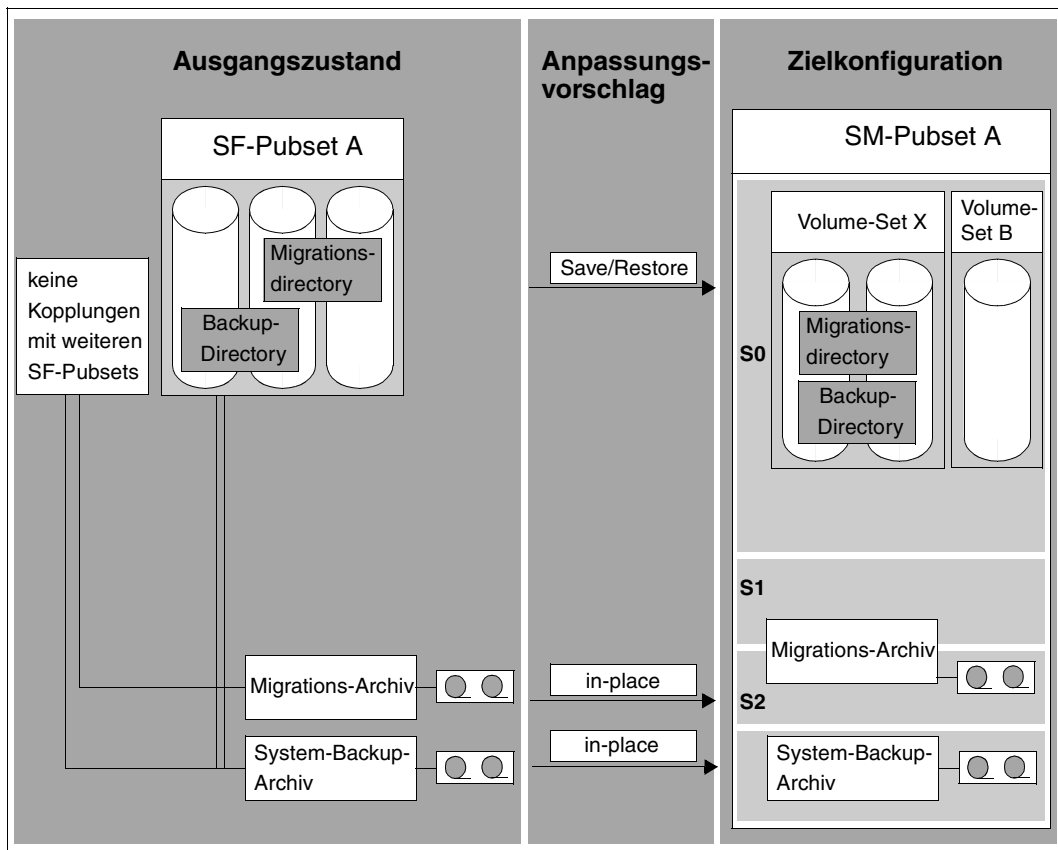 Ausgangszustand
Anpassungs-
vorschlag
Zielkonfiguration
SF-Pubset A
Migrations-
directory
Backup-
Directory
keine
Kopplungen
mit weiteren
SF-Pubsets
Migrations-Archiv
System-Backup-
Archiv
Save/Restore
in-place
in-place
SM-Pubset A
Volume-Set X
Volume-
Set B
Migrations-
directory
Backup-
Directory
S0
S1
Migrations-Archiv
S2
System-Backup-
Archiv